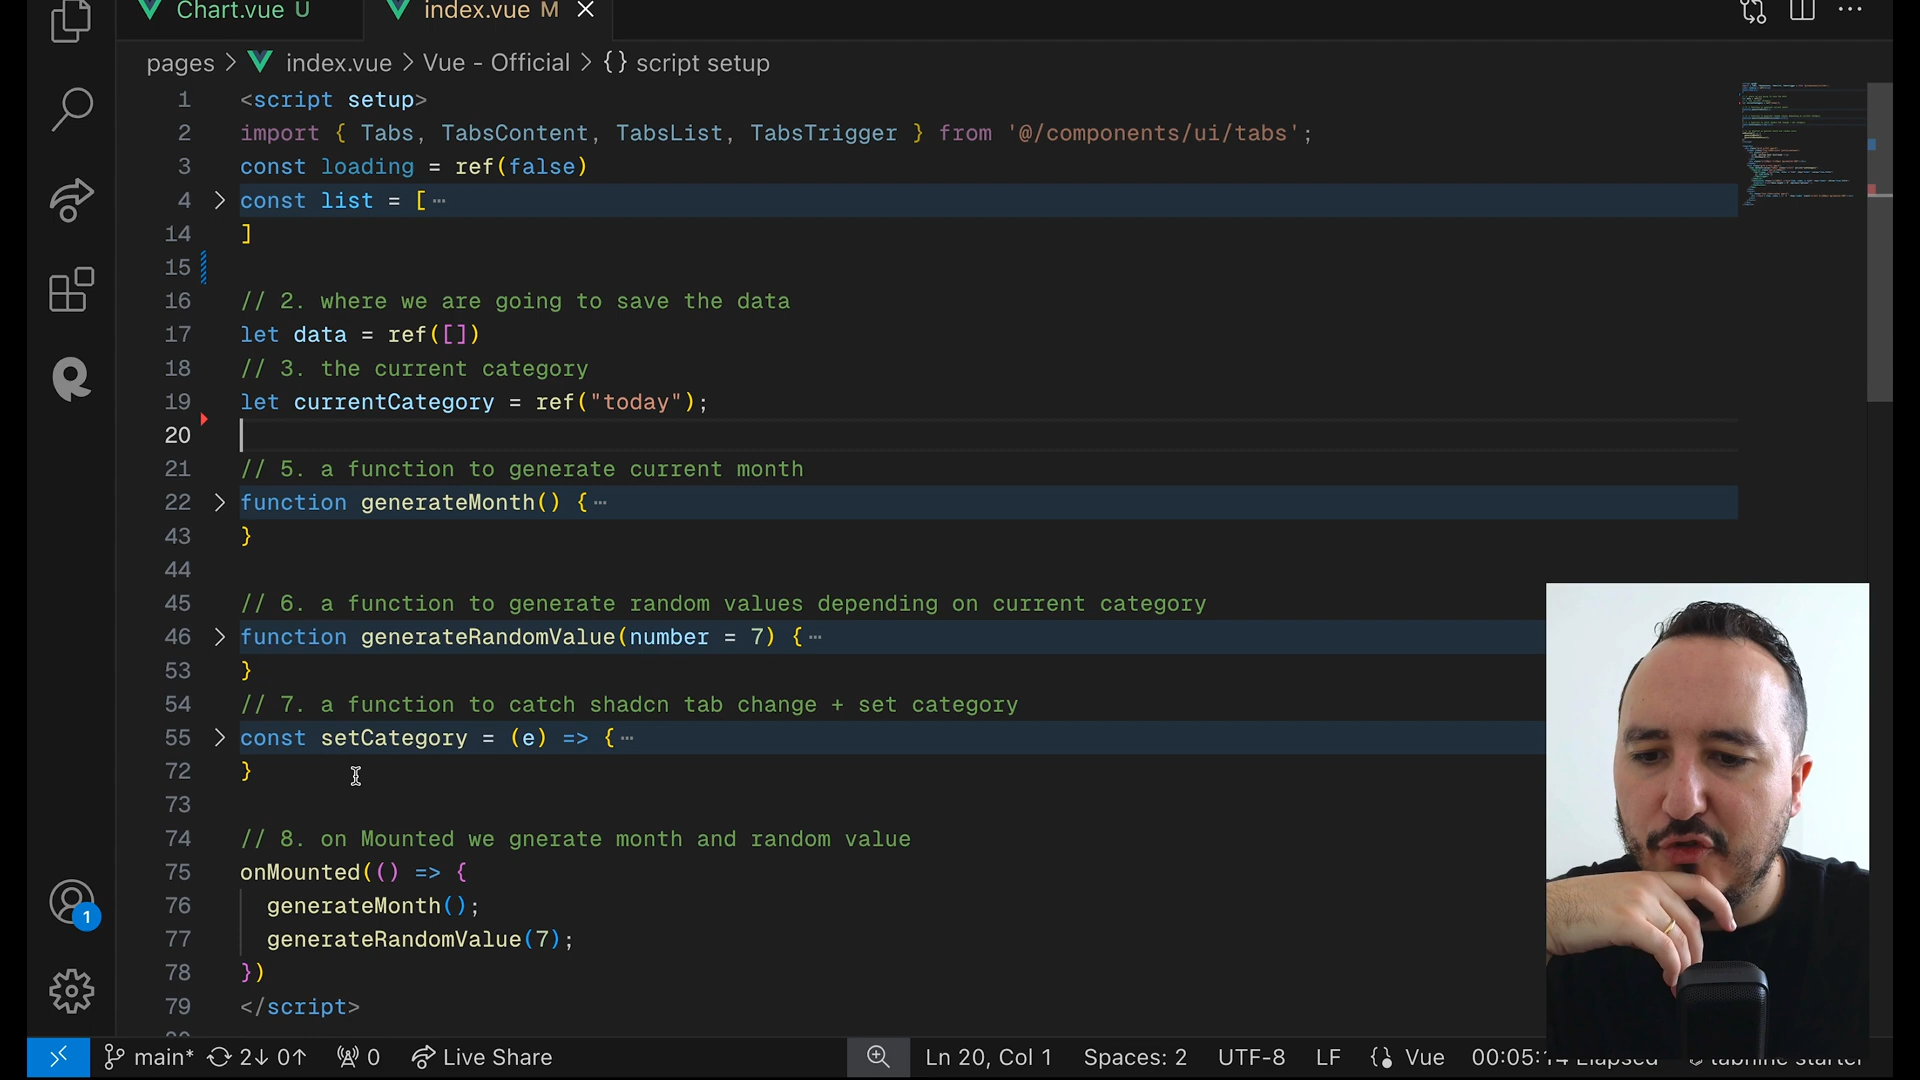 Chart.vue U
index.vue M
pages > index.vue > Vue - Official > {} script setup
1 <script setup>
2 import { Tabs, TabsContent, TabsList, TabsTrigger } from '@/components/ui/tabs';
3 const loading = ref(false)
4 const list = [ ⋯
14 ]
15
16 // 2. where we are going to save the data
17 let data = ref([])
18 // 3. the current category
19 let currentCategory = ref("today");
20
21 // 5. a function to generate current month
22 function generateMonth() { ⋯
43 }
44
45 // 6. a function to generate random values depending on current category
46 function generateRandomValue(number = 7) { ⋯
53 }
54 // 7. a function to catch shadcn tab change + set category
55 const setCategory = (e) => { ⋯
72 }
73
74 // 8. on Mounted we gnerate month and random value
75 onMounted(() => {
76 generateMonth();
77 generateRandomValue(7);
78 })
79 </script>
1
main* 2↓ 0↑ 0 Live Share Ln 20, Col 1 Spaces: 2 UTF-8 LF Vue 00:05:14 Elapsed tabnine starter